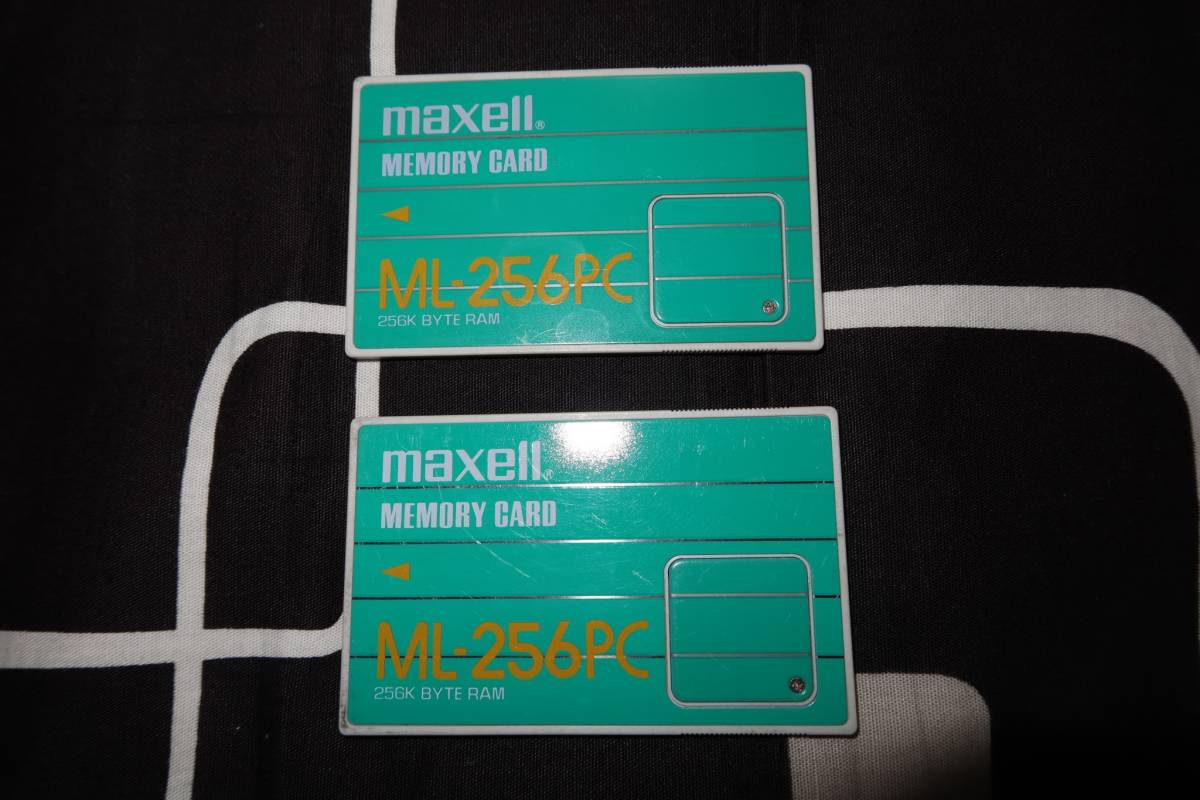 maxell®
MEMORY CARD
ML-256PC
256K BYTE RAM
maxell®
MEMORY CARD
ML-256PC
256K BYTE RAM